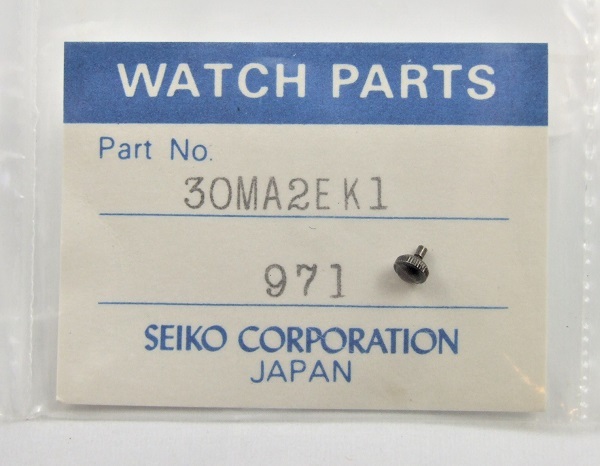 WATCH PARTS
Part No.
30MA2EK1
971
SEIKO CORPORATION
JAPAN